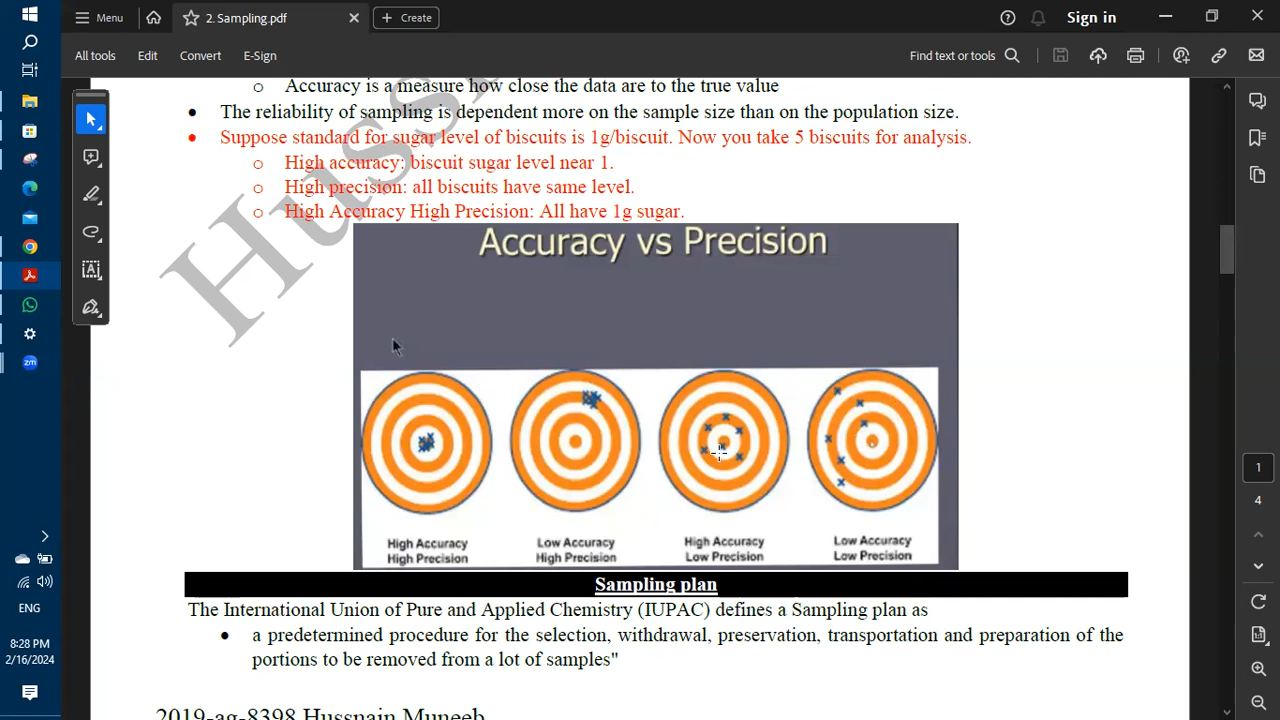 Menu
2. Sampling.pdf
Create
Sign in
All tools
Edit
Convert
E-Sign
Find text or tools
o Accuracy is a measure how close the data are to the true value
• The reliability of sampling is dependent more on the sample size than on the population size.
• Suppose standard for sugar level of biscuits is 1g/biscuit. Now you take 5 biscuits for analysis.
o High accuracy: biscuit sugar level near 1.
o High precision: all biscuits have same level.
o High Accuracy High Precision: All have 1g sugar.
Accuracy vs Precision
High Accuracy
High Precision
Low Accuracy
High Precision
High Accuracy
Low Precision
Low Accuracy
Low Precision
Sampling plan
The International Union of Pure and Applied Chemistry (IUPAC) defines a Sampling plan as
• a predetermined procedure for the selection, withdrawal, preservation, transportation and preparation of the
portions to be removed from a lot of samples"
2019-ag-8398 Hussnain Muneeb
1
4
zm
ENG
8:28 PM
2/16/2024